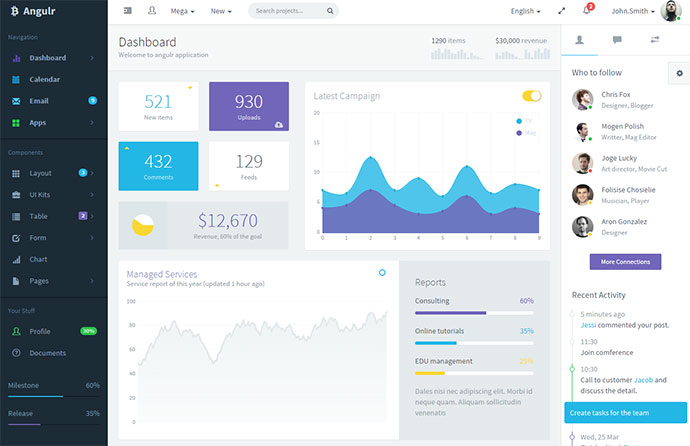 Angulr
Mega
New
Search projects...
English
2
John.Smith
Navigation
Dashboard
Calendar
Email
9
Apps
Components
Layout
3
UI Kits
Table
2
Form
Chart
Pages
Your Stuff
Profile
30%
Documents
Milestone
60%
Release
35%
Dashboard
Welcome to angulr application
1290 items
$30,000 revenue
521
New items
930
Uploads
432
Comments
129
Feeds
$12,670
Revenue, 60% of the goal
Latest Campaign
TV
Mag
20
15
10
5
0
0 1 2 3 4 5 6 7 8 9
Managed Services
Service report of this year (updated 1 hour ago)
100
80
60
40
20
0
Reports
Consulting
60%
Online tutorials
35%
EDU management
25%
Dales nisi nec adipiscing elit. Morbi id
neque quam. Aliquam sollicitudin
venenatis
Who to follow
Chris Fox
Designer, Blogger
Mogen Polish
Writter, Mag Editor
Joge Lucky
Art director, Movie Cut
Folisise Chosielie
Musician, Player
Aron Gonzalez
Designer
More Connections
Recent Activity
5 minutes ago
Jessi commented your post.
11:30
Join comference
10:30
Call to customer Jacob and
discuss the detail.
Create tasks for the team
Wed, 25 Mar